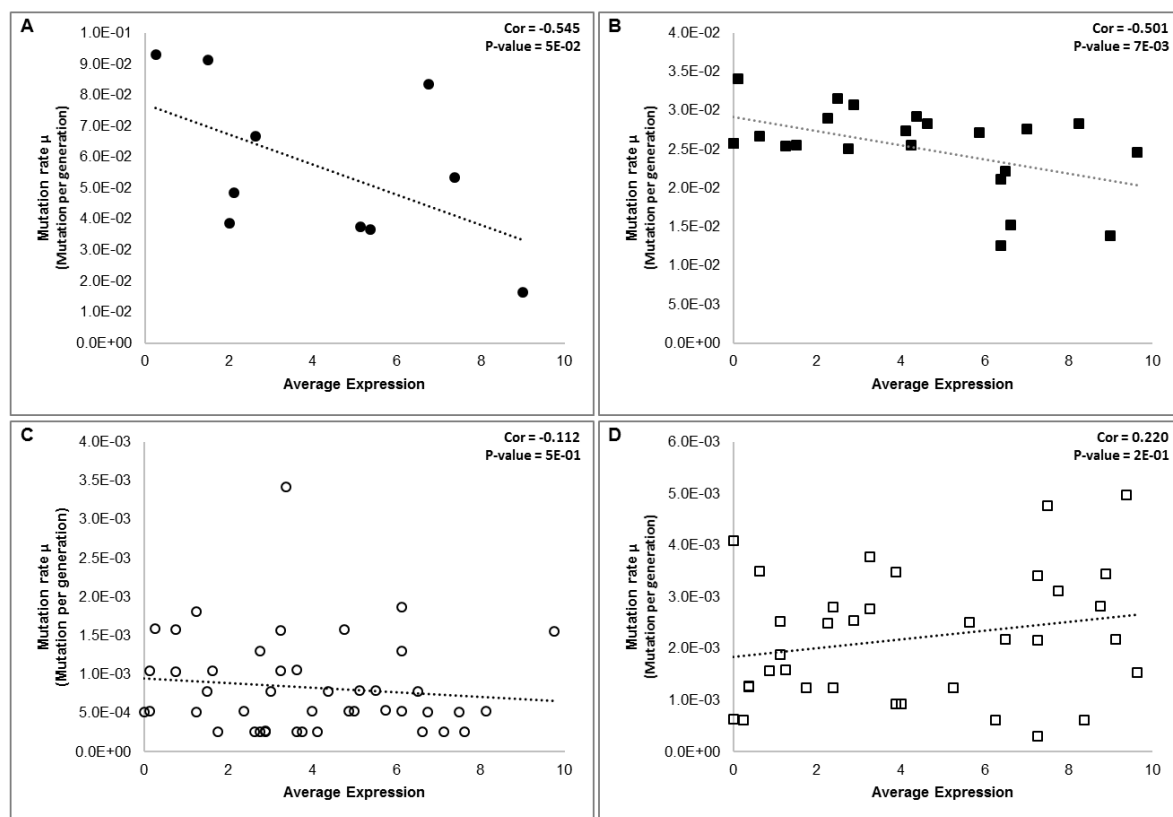 A
Cor = -0.545
P-value = 5E-02
1.0E-01
9.0E-02
8.0E-02
7.0E-02
6.0E-02
5.0E-02
4.0E-02
3.0E-02
2.0E-02
1.0E-02
0.0E+00
Mutation rate μ
(Mutation per generation)
0 2 4 6 8 10
Average Expression
B
Cor = -0.501
P-value = 7E-03
4.0E-02
3.5E-02
3.0E-02
2.5E-02
2.0E-02
1.5E-02
1.0E-02
5.0E-03
0.0E+00
Mutation rate μ
(Mutation per generation)
0 2 4 6 8 10
Average Expression
C
Cor = -0.112
P-value = 5E-01
4.0E-03
3.5E-03
3.0E-03
2.5E-03
2.0E-03
1.5E-03
1.0E-03
5.0E-04
0.0E+00
Mutation rate μ
(Mutation per generation)
0 2 4 6 8 10
Average Expression
D
Cor = 0.220
P-value = 2E-01
6.0E-03
5.0E-03
4.0E-03
3.0E-03
2.0E-03
1.0E-03
0.0E+00
Mutation rate μ
(Mutation per generation)
0 2 4 6 8 10
Average Expression